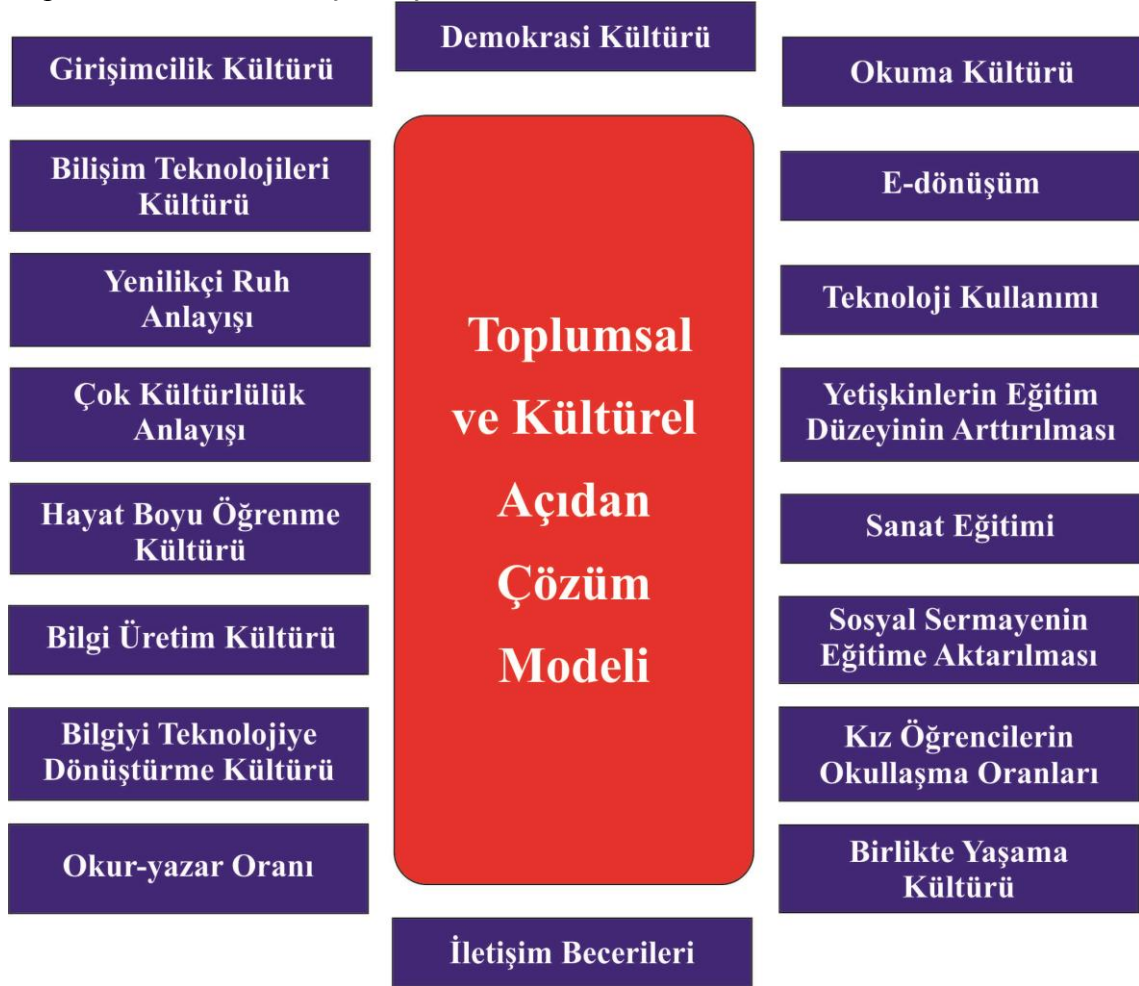 Demokrasi Kültürü
Girişimcilik Kültürü
Bilişim Teknolojileri
Kültürü
Yenilikçi Ruh
Anlayışı
Çok Kültürlülük
Anlayışı
Hayat Boyu Öğrenme
Kültürü
Bilgi Üretim Kültürü
Bilgiyi Teknolojiye
Dönüştürme Kültürü
Okur-yazar Oranı
Toplumsal
ve Kültürel
Açıdan
Çözüm
Modeli
Okuma Kültürü
E-dönüşüm
Teknoloji Kullanımı
Yetişkinlerin Eğitim
Düzeyinin Arttırılması
Sanat Eğitimi
Sosyal Sermayenin
Eğitime Aktarılması
Kız Öğrencilerin
Okullaşma Oranları
Birlikte Yaşama
Kültürü
İletişim Becerileri